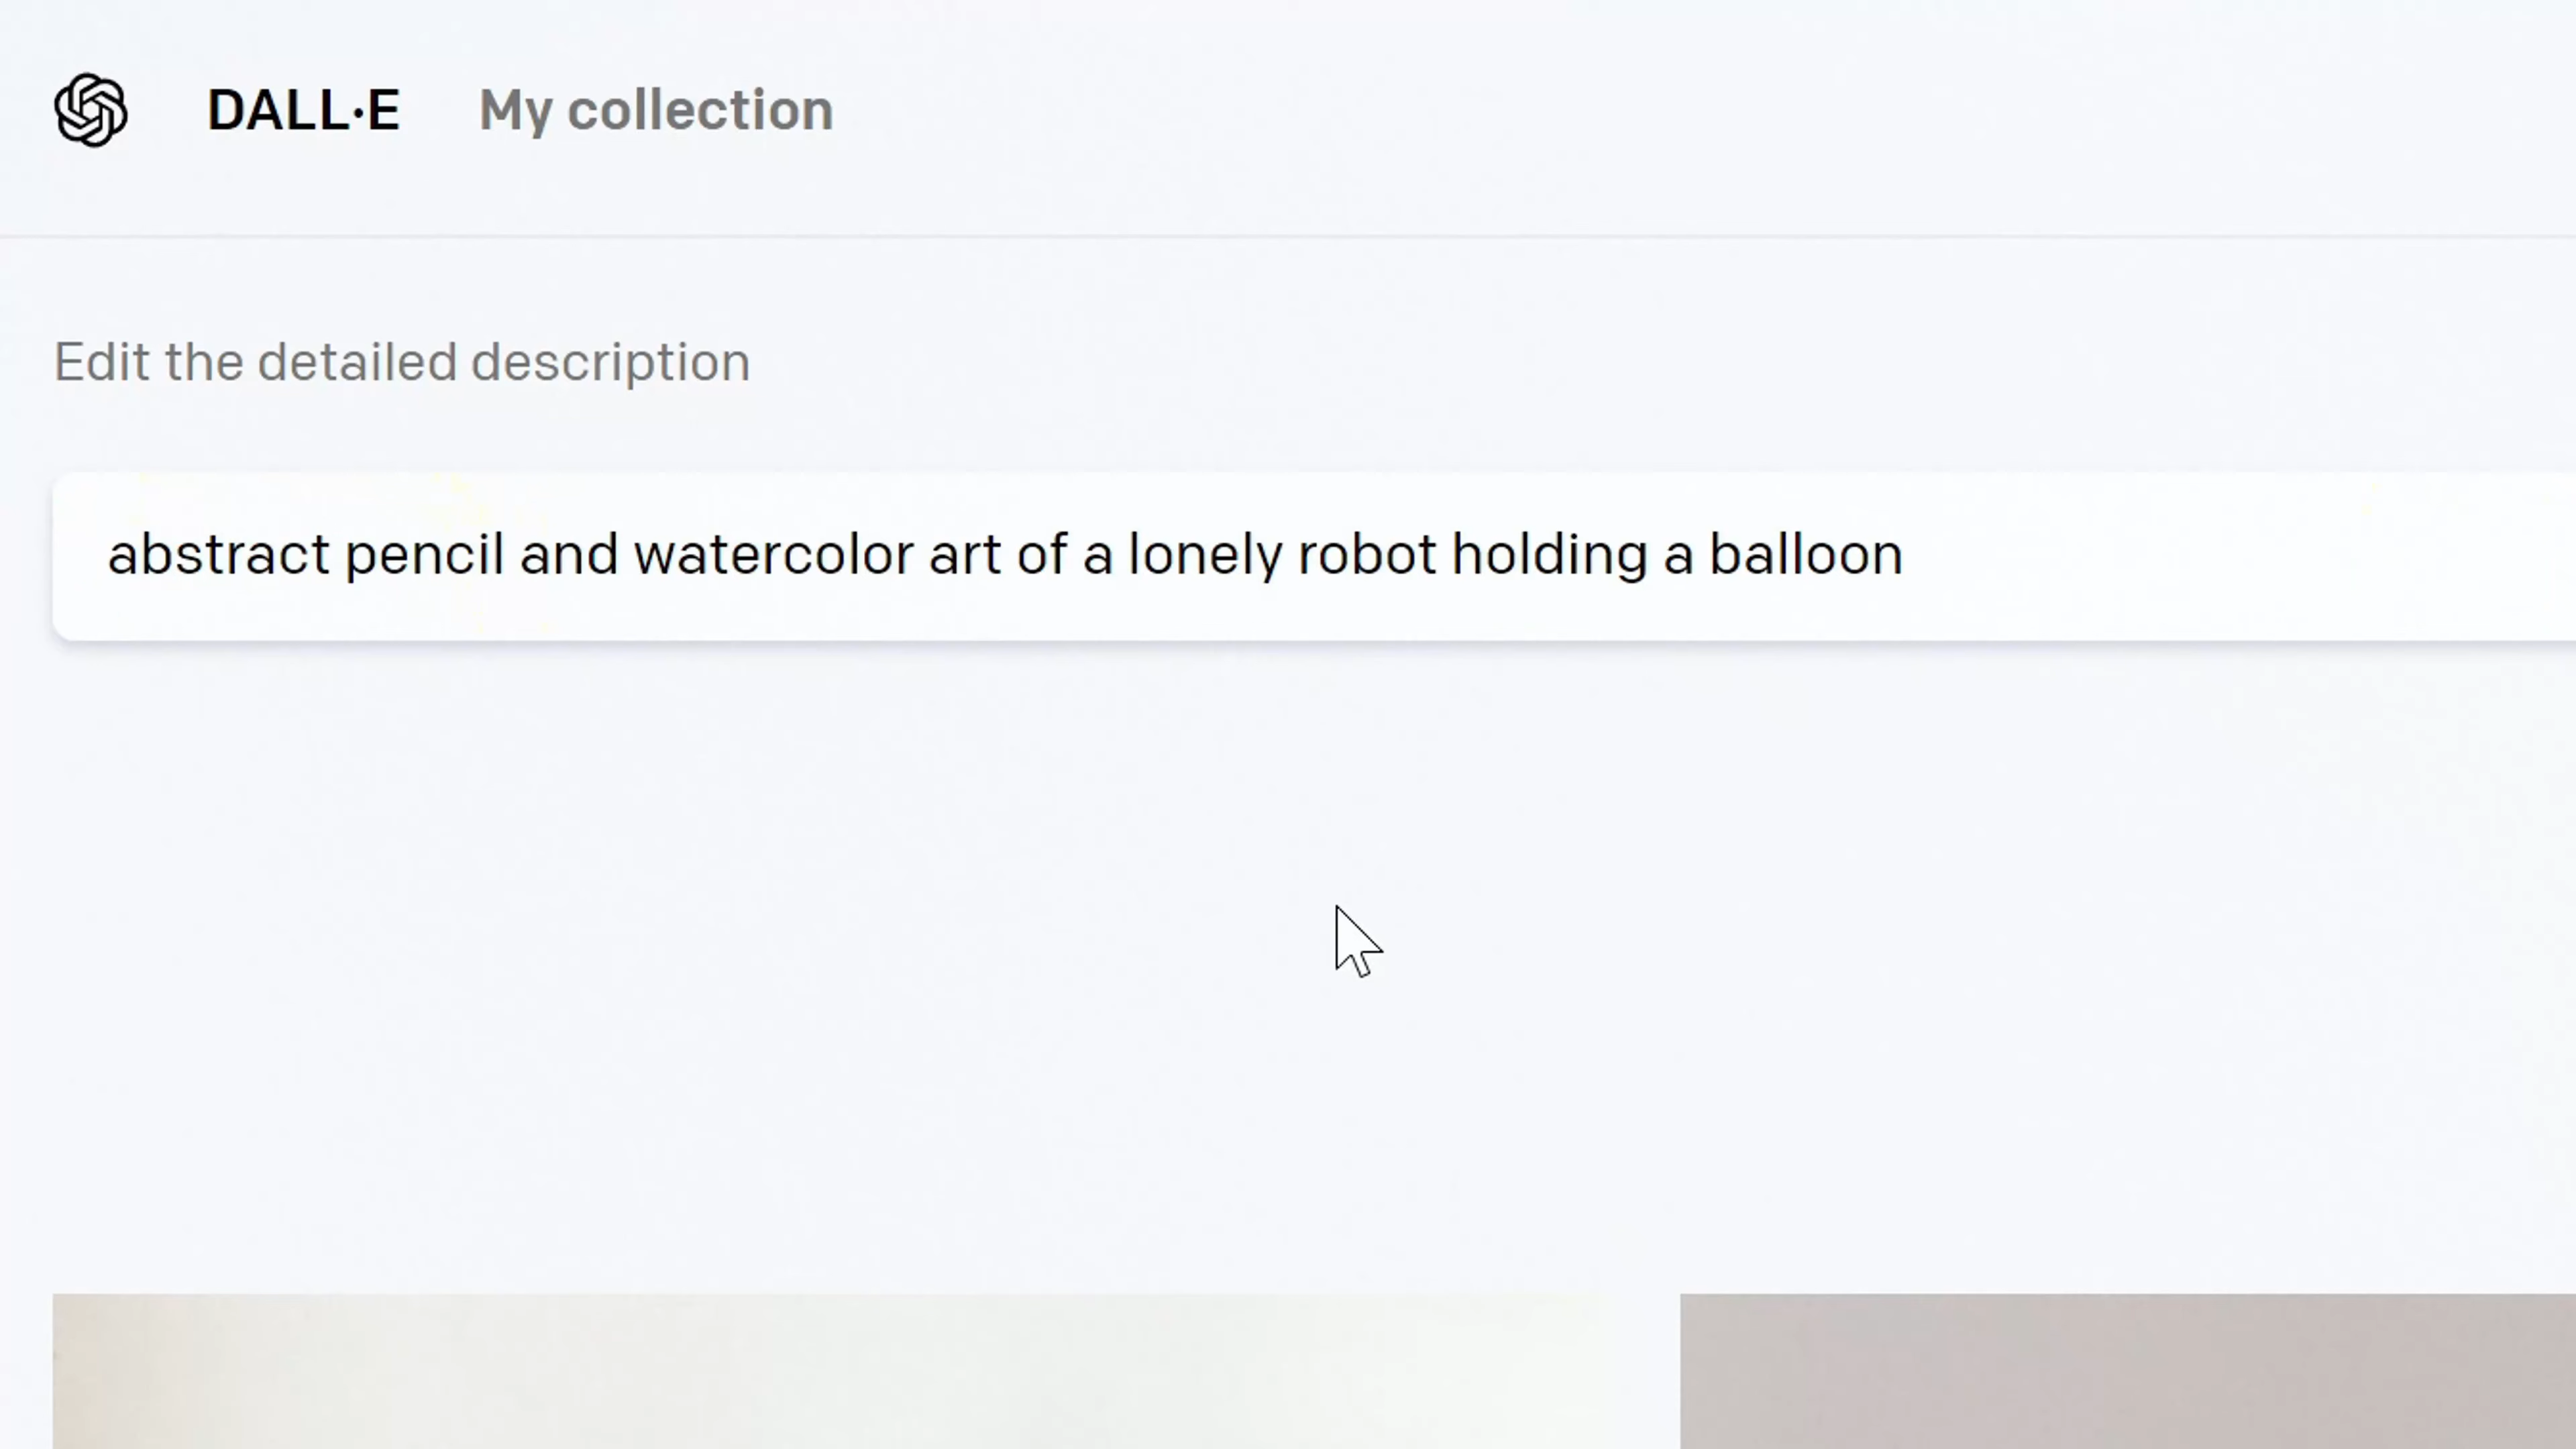 DALL·E My collection
Edit the detailed description
abstract pencil and watercolor art of a lonely robot holding a balloon